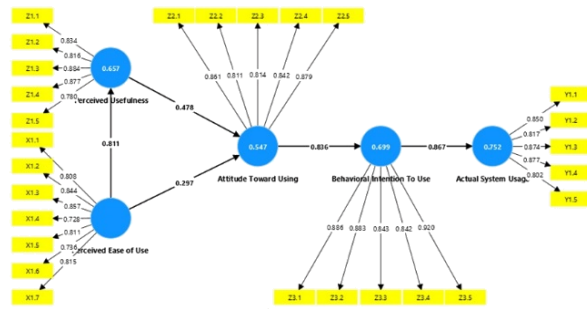 Z1.1
Z1.2
Z1.3
Z1.4
Z1.5
0.834
0.816
0.884
0.877
0.780
0.657
erceived Usefulness
Z2.1
Z2.2
Z2.3
Z2.4
Z2.5
0.861
0.811
0.814
0.842
0.879
0.478
0.811
0.297
0.547
Attitude Toward Using
0.836
0.699
Behavioral Intention To Use
0.867
0.752
Actual System Usag
0.850
0.817
0.874
0.877
0.802
Y1.1
Y1.2
Y1.3
Y1.4
Y1.5
X1.1
X1.2
X1.3
X1.4
X1.5
X1.6
X1.7
0.808
0.844
0.857
0.728
0.811
0.736
0.815
erceived Ease of Use
0.886
0.883
0.843
0.842
0.920
Z3.1
Z3.2
Z3.3
Z3.4
Z3.5